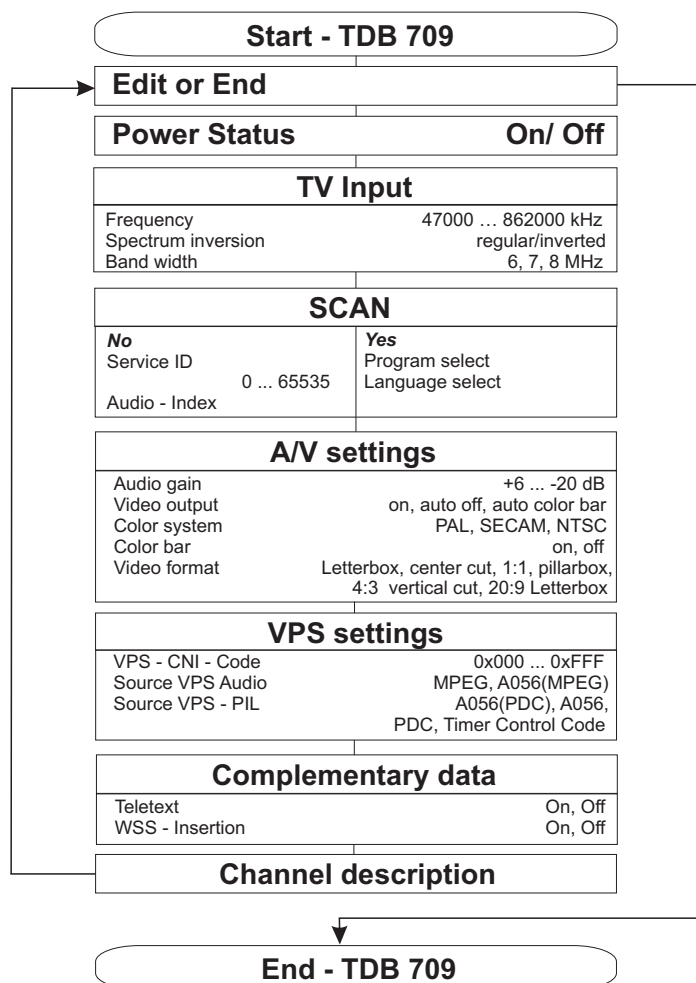 Start - TDB 709
Edit or End
Power Status On/ Off
TV Input
Frequency 47000 … 862000 kHz
Spectrum inversion regular/inverted
Band width 6, 7, 8 MHz
SCAN
No Yes
Service ID Program select
0 ... 65535 Language select
Audio - Index
A/V settings
Audio gain +6 ... -20 dB
Video output on, auto off, auto color bar
Color system PAL, SECAM, NTSC
Color bar on, off
Video format Letterbox, center cut, 1:1, pillarbox,
4:3 vertical cut, 20:9 Letterbox
VPS settings
VPS - CNI - Code 0x000 ... 0xFFF
Source VPS Audio MPEG, A056(MPEG)
Source VPS - PIL A056(PDC), A056,
PDC, Timer Control Code
Complementary data
Teletext On, Off
WSS - Insertion On, Off
Channel description
End - TDB 709